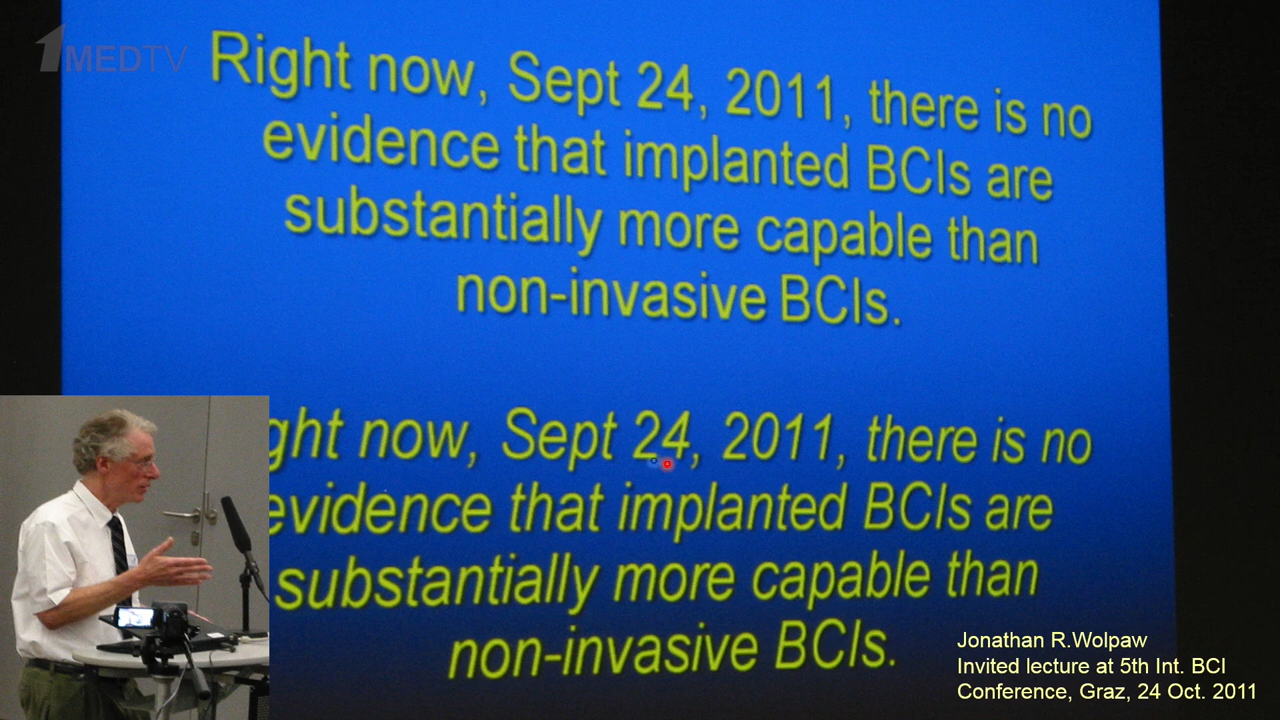 1MEDTV
Right now, Sept 24, 2011, there is no
evidence that implanted BCIs are
substantially more capable than
non-invasive BCIs.
ght now, Sept 24, 2011, there is no
evidence that implanted BCIs are
substantially more capable than
non-invasive BCIs.
Jonathan R.Wolpaw
Invited lecture at 5th Int. BCI
Conference, Graz, 24 Oct. 2011